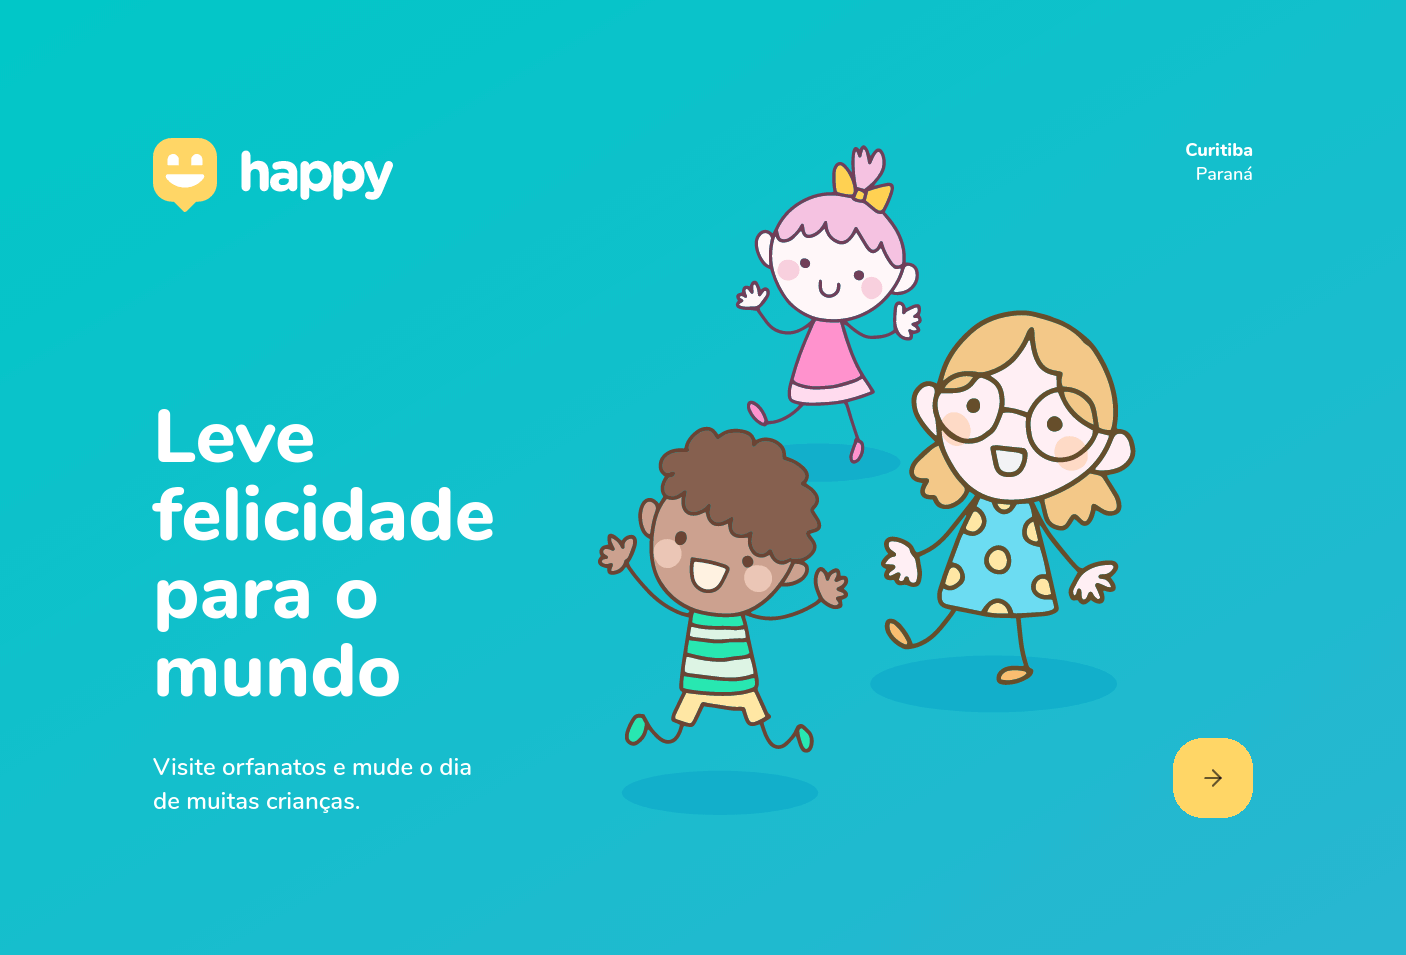 happy
Curitiba
Paraná
Leve
felicidade
para o
mundo
Visite orfanatos e mude o dia
de muitas crianças.